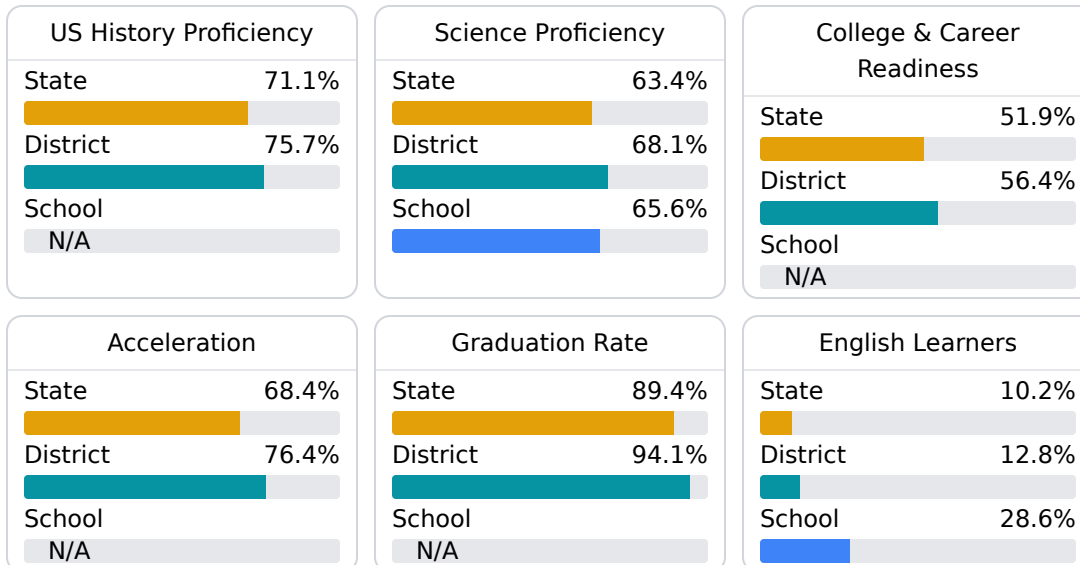 US History Proficiency
State 71.1%
District 75.7%
School
N/A
Science Proficiency
State 63.4%
District 68.1%
School 65.6%
College & Career
Readiness
State 51.9%
District 56.4%
School
N/A
Acceleration
State 68.4%
District 76.4%
School
N/A
Graduation Rate
State 89.4%
District 94.1%
School
N/A
English Learners
State 10.2%
District 12.8%
School 28.6%